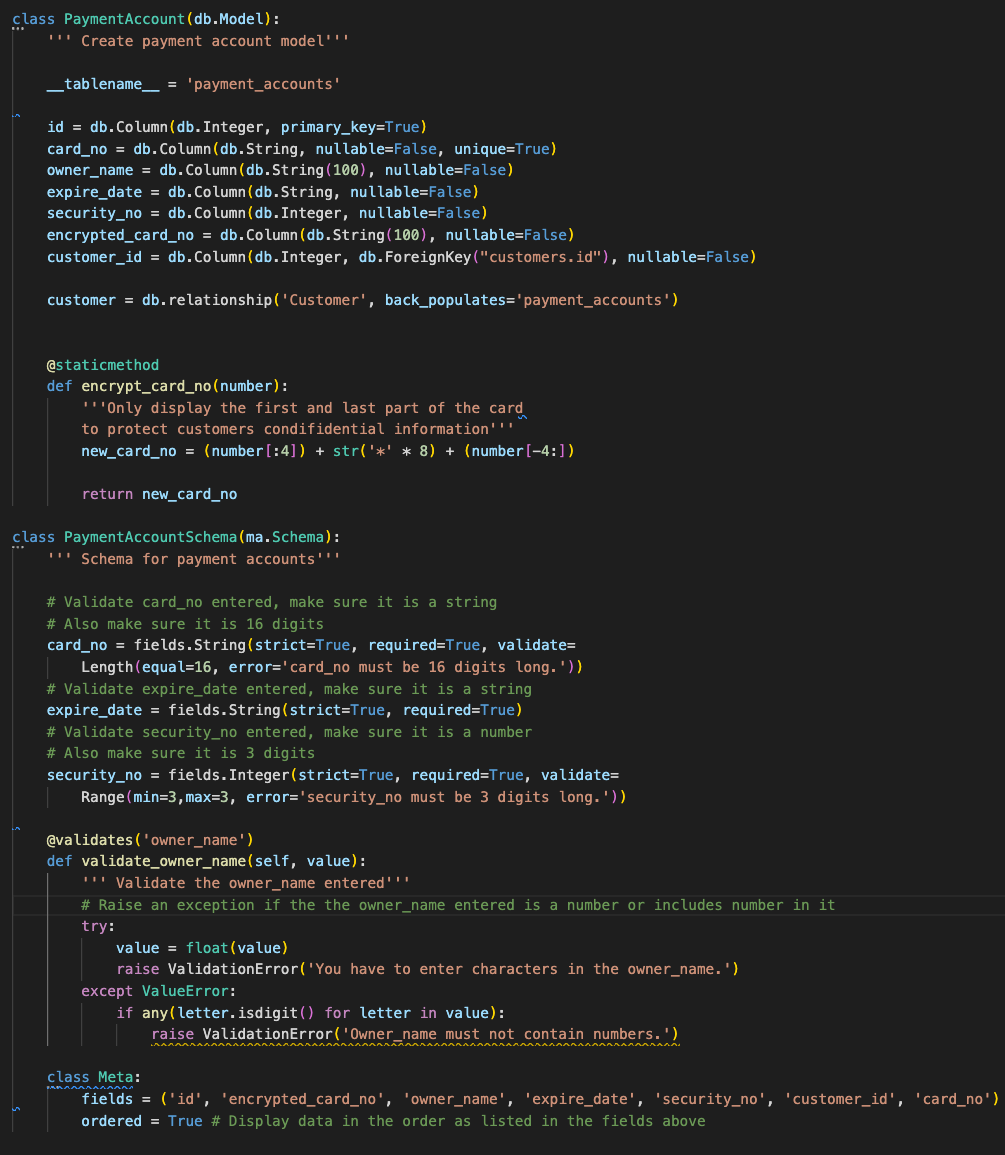 class PaymentAccount(db.Model):
    ''' Create payment account model'''

    __tablename__ = 'payment_accounts'

    id = db.Column(db.Integer, primary_key=True)
    card_no = db.Column(db.String, nullable=False, unique=True)
    owner_name = db.Column(db.String(100), nullable=False)
    expire_date = db.Column(db.String, nullable=False)
    security_no = db.Column(db.Integer, nullable=False)
    encrypted_card_no = db.Column(db.String(100), nullable=False)
    customer_id = db.Column(db.Integer, db.ForeignKey("customers.id"), nullable=False)

    customer = db.relationship('Customer', back_populates='payment_accounts')


    @staticmethod
    def encrypt_card_no(number):
        '''Only display the first and last part of the card
        to protect customers condifidential information'''
        new_card_no = (number[:4]) + str('*' * 8) + (number[-4:])

        return new_card_no

class PaymentAccountSchema(ma.Schema):
    ''' Schema for payment accounts'''

    # Validate card_no entered, make sure it is a string
    # Also make sure it is 16 digits
    card_no = fields.String(strict=True, required=True, validate=
        Length(equal=16, error='card_no must be 16 digits long.'))
    # Validate expire_date entered, make sure it is a string
    expire_date = fields.String(strict=True, required=True)
    # Validate security_no entered, make sure it is a number
    # Also make sure it is 3 digits
    security_no = fields.Integer(strict=True, required=True, validate=
        Range(min=3,max=3, error='security_no must be 3 digits long.'))

    @validates('owner_name')
    def validate_owner_name(self, value):
        ''' Validate the owner_name entered'''
        # Raise an exception if the the owner_name entered is a number or includes number in it
        try:
            value = float(value)
            raise ValidationError('You have to enter characters in the owner_name.')
        except ValueError:
            if any(letter.isdigit() for letter in value):
                raise ValidationError('Owner_name must not contain numbers.')

    class Meta:
        fields = ('id', 'encrypted_card_no', 'owner_name', 'expire_date', 'security_no', 'customer_id', 'card_no')
        ordered = True # Display data in the order as listed in the fields above